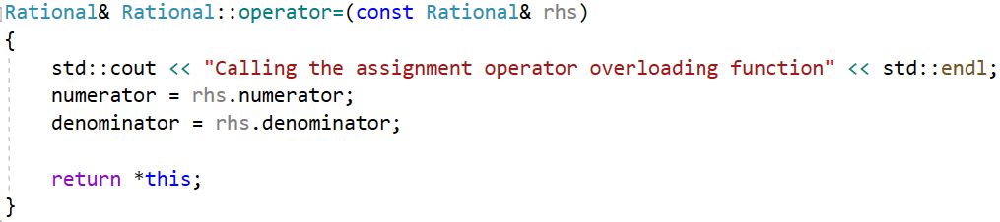 Rational& Rational::operator=(const Rational& rhs)
{
    std::cout << "Calling the assignment operator overloading function" << std::endl;
    numerator = rhs.numerator;
    denominator = rhs.denominator;

    return *this;
}